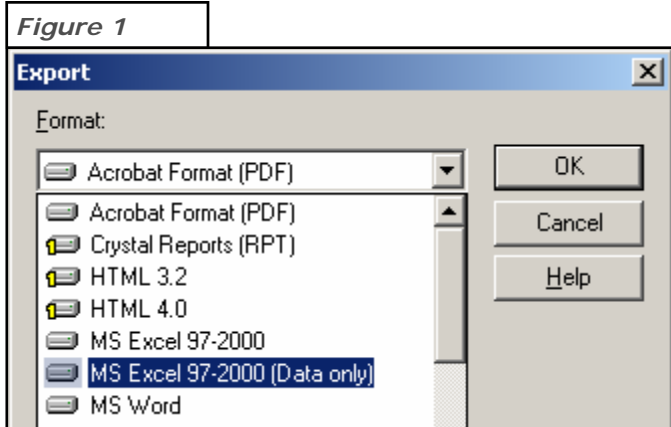 Figure 1
Export
Format:
Acrobat Format (PDF)
OK
Acrobat Format (PDF)
Cancel
Crystal Reports (RPT)
HTML 3.2
Help
HTML 4.0
MS Excel 97-2000
MS Excel 97-2000 (Data only)
MS Word